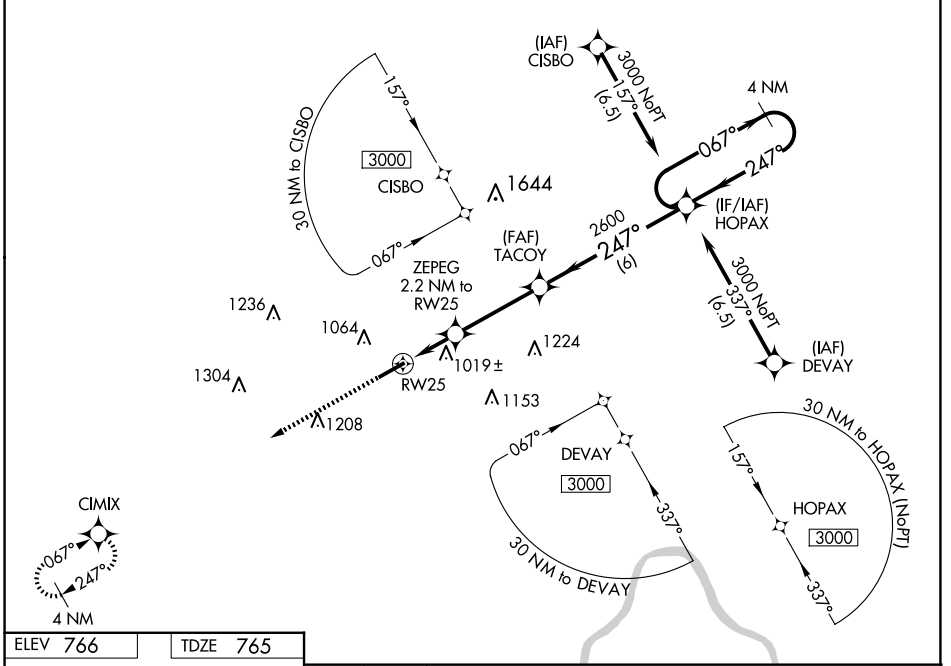 (IAF)
CISBO
3000 NoPT
157°
(6.5)
4 NM
067°
247°
(IF/IAF)
HOPAX
30 NM to CISBO
157°
3000
CISBO
067°
1644
2600
247°
(6)
(FAF)
TACOY
ZEPEG
2.2 NM to
RW25
3000 NoPT
337°
(6.5)
(IAF)
DEVAY
1236
1064
1224
1304
RW25
1019±
1208
1153
067°
DEVAY
3000
337°
30 NM to DEVAY
30 NM to HOPAX (NoPT)
157°
HOPAX
3000
337°
CIMIX
067°
247°
4 NM
ELEV 766
TDZE 765